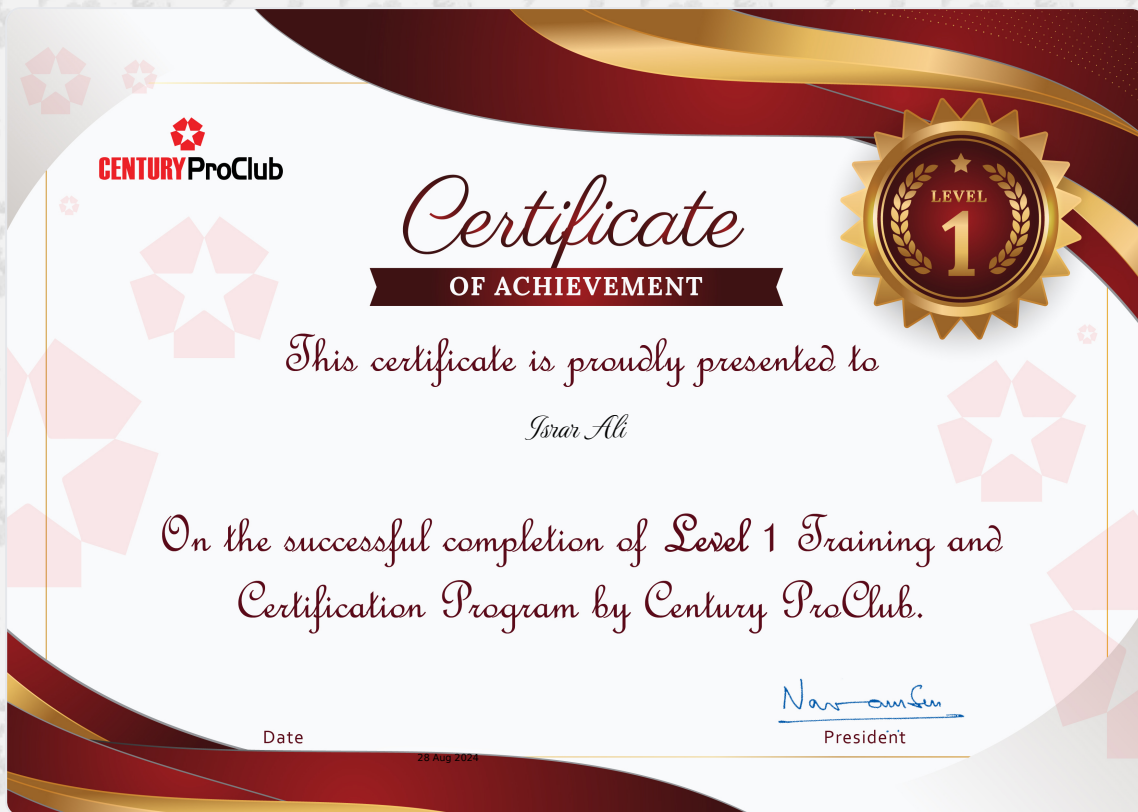 CENTURY ProClub
Certificate
OF ACHIEVEMENT
LEVEL
1
This certificate is proudly presented to
Israr Ali
On the successful completion of Level 1 Training and
Certification Program by Century ProClub.
Date
28 Aug 2024
President